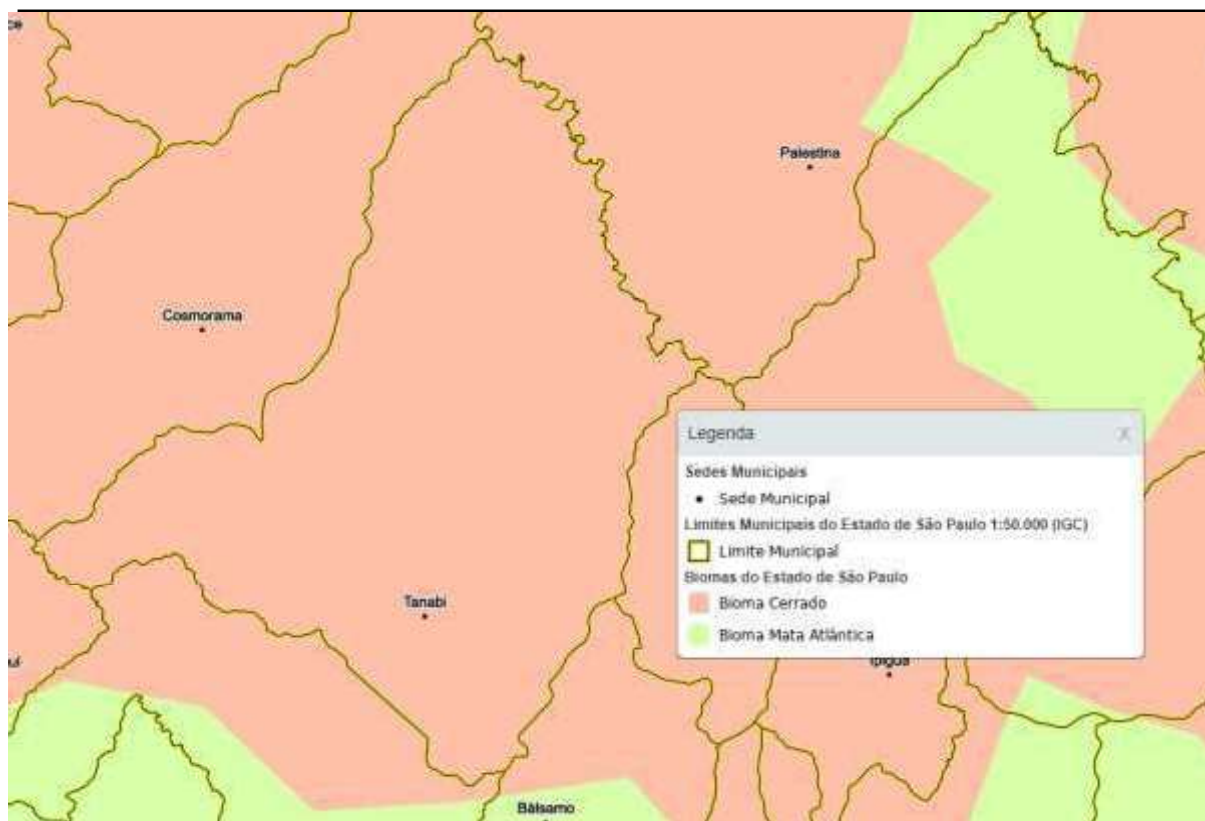 Palestina
Cosmorama
Legenda X
Sedes Municipais
Sede Municipal
Limites Municipais do Estado de São Paulo 1:50.000 (IGC)
Limite Municipal
Biomas do Estado de São Paulo
Bioma Cerrado
Bioma Mata Atlântica
Tanabi
Ipiguá
Bálsamo